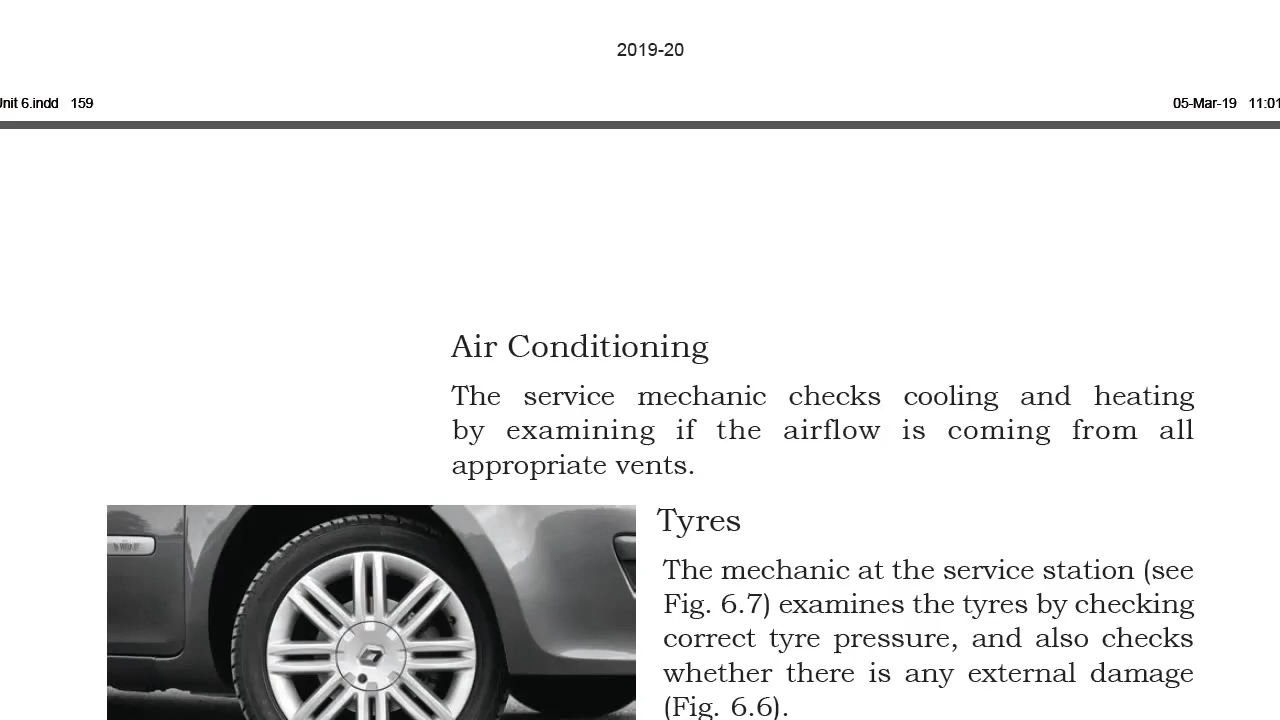 2019-20
Unit 6.indd 159
05-Mar-19 11:01
Air Conditioning
The service mechanic checks cooling and heating
by examining if the airflow is coming from all
appropriate vents.
Tyres
The mechanic at the service station (see
Fig. 6.7) examines the tyres by checking
correct tyre pressure, and also checks
whether there is any external damage
(Fig. 6.6).